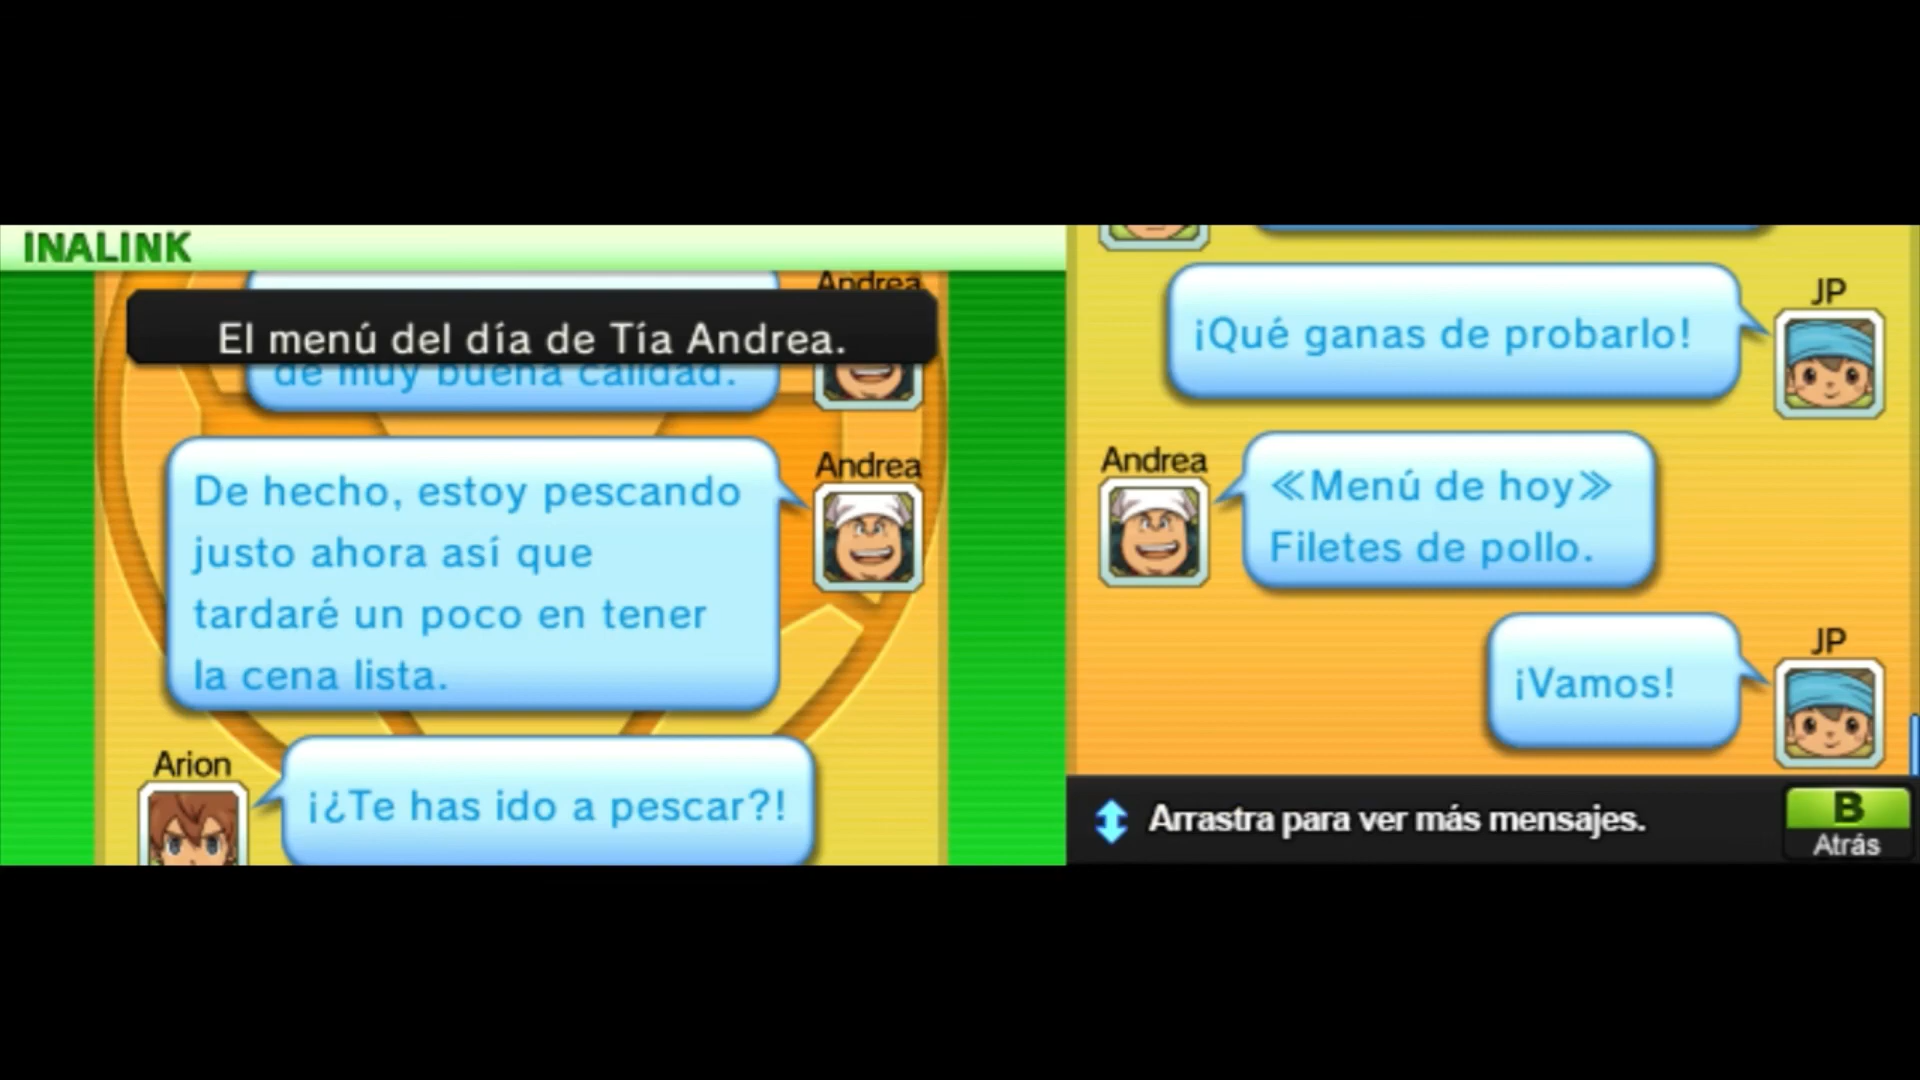 INALINK
Andrea
El menú del día de Tía Andrea.
de muy buena calidad.
Andrea
De hecho, estoy pescando
justo ahora así que
tardaré un poco en tener
la cena lista.
Arion
¡¿Te has ido a pescar?!
JP
¡Qué ganas de probarlo!
Andrea
≪Menú de hoy≫
Filetes de pollo.
JP
¡Vamos!
Arrastra para ver más mensajes.
B
Atrás